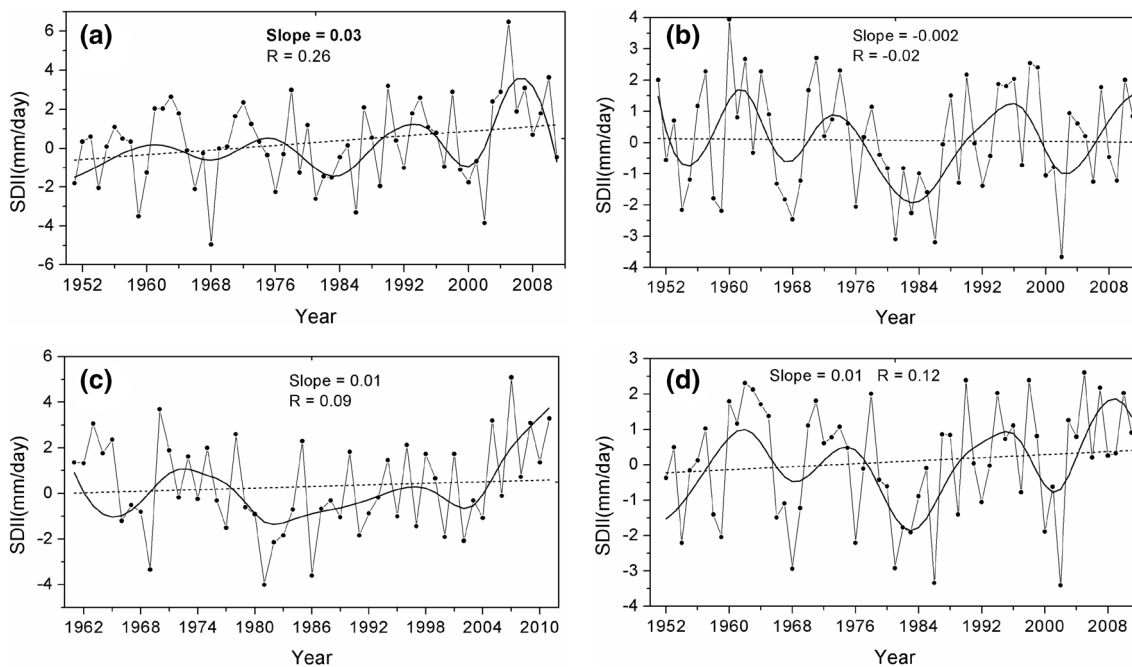 (a)
Slope = 0.03
R = 0.26
6
4
2
0
-2
-4
-6
SDII(mm/day)
1952 1960 1968 1976 1984 1992 2000 2008
Year
(b)
Slope = -0.002
R = -0.02
4
3
2
1
0
-1
-2
-3
-4
SDII(mm/day)
1952 1960 1968 1976 1984 1992 2000 2008
Year
(c)
Slope = 0.01
R = 0.09
6
4
2
0
-2
-4
SDII(mm/day)
1962 1968 1974 1980 1986 1992 1998 2004 2010
Year
(d)
Slope = 0.01 R = 0.12
3
2
1
0
-1
-2
-3
-4
SDII(mm/day)
1952 1960 1968 1976 1984 1992 2000 2008
Year